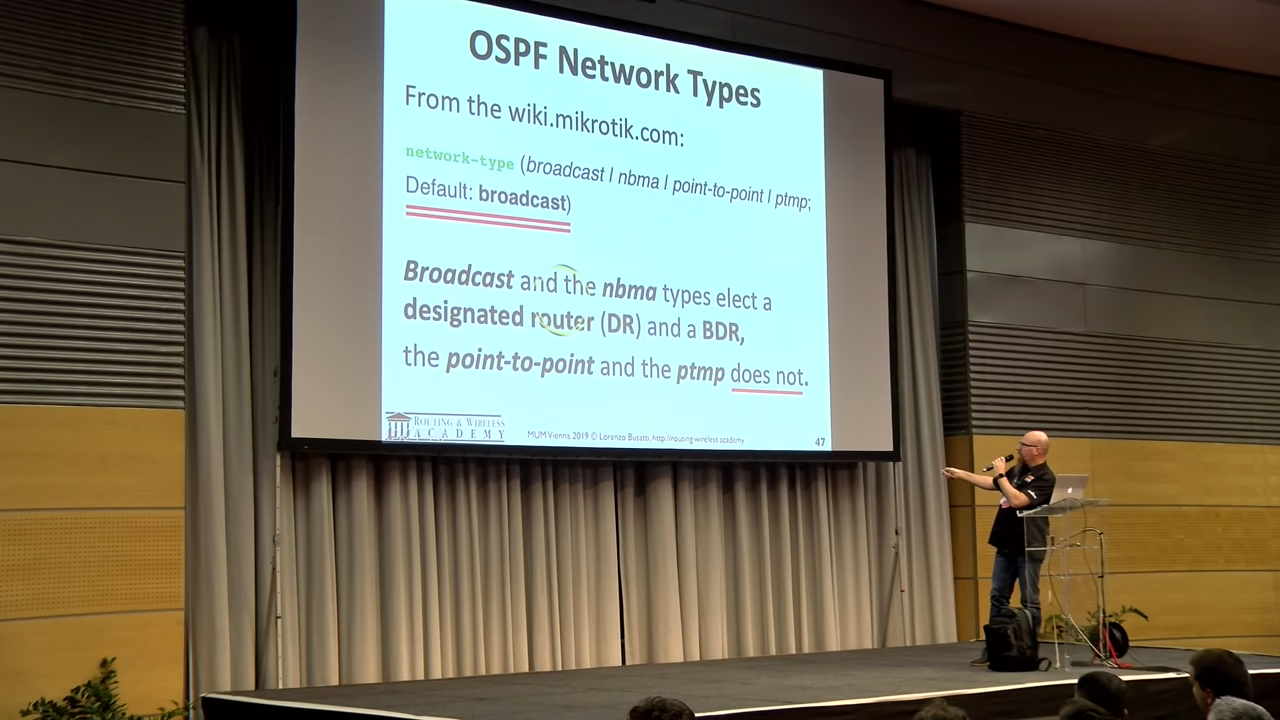 OSPF Network Types
From the wiki.mikrotik.com:
network-type (broadcast | nbma | point-to-point | ptmp;
Default: broadcast)
Broadcast and the nbma types elect a
designated router (DR) and a BDR,
the point-to-point and the ptmp does not.
ROUTING & WIRELESS
ACADEMY
MUM Vienna 2019 © Lorenzo Busatti, http://routing.wireless.academy
47